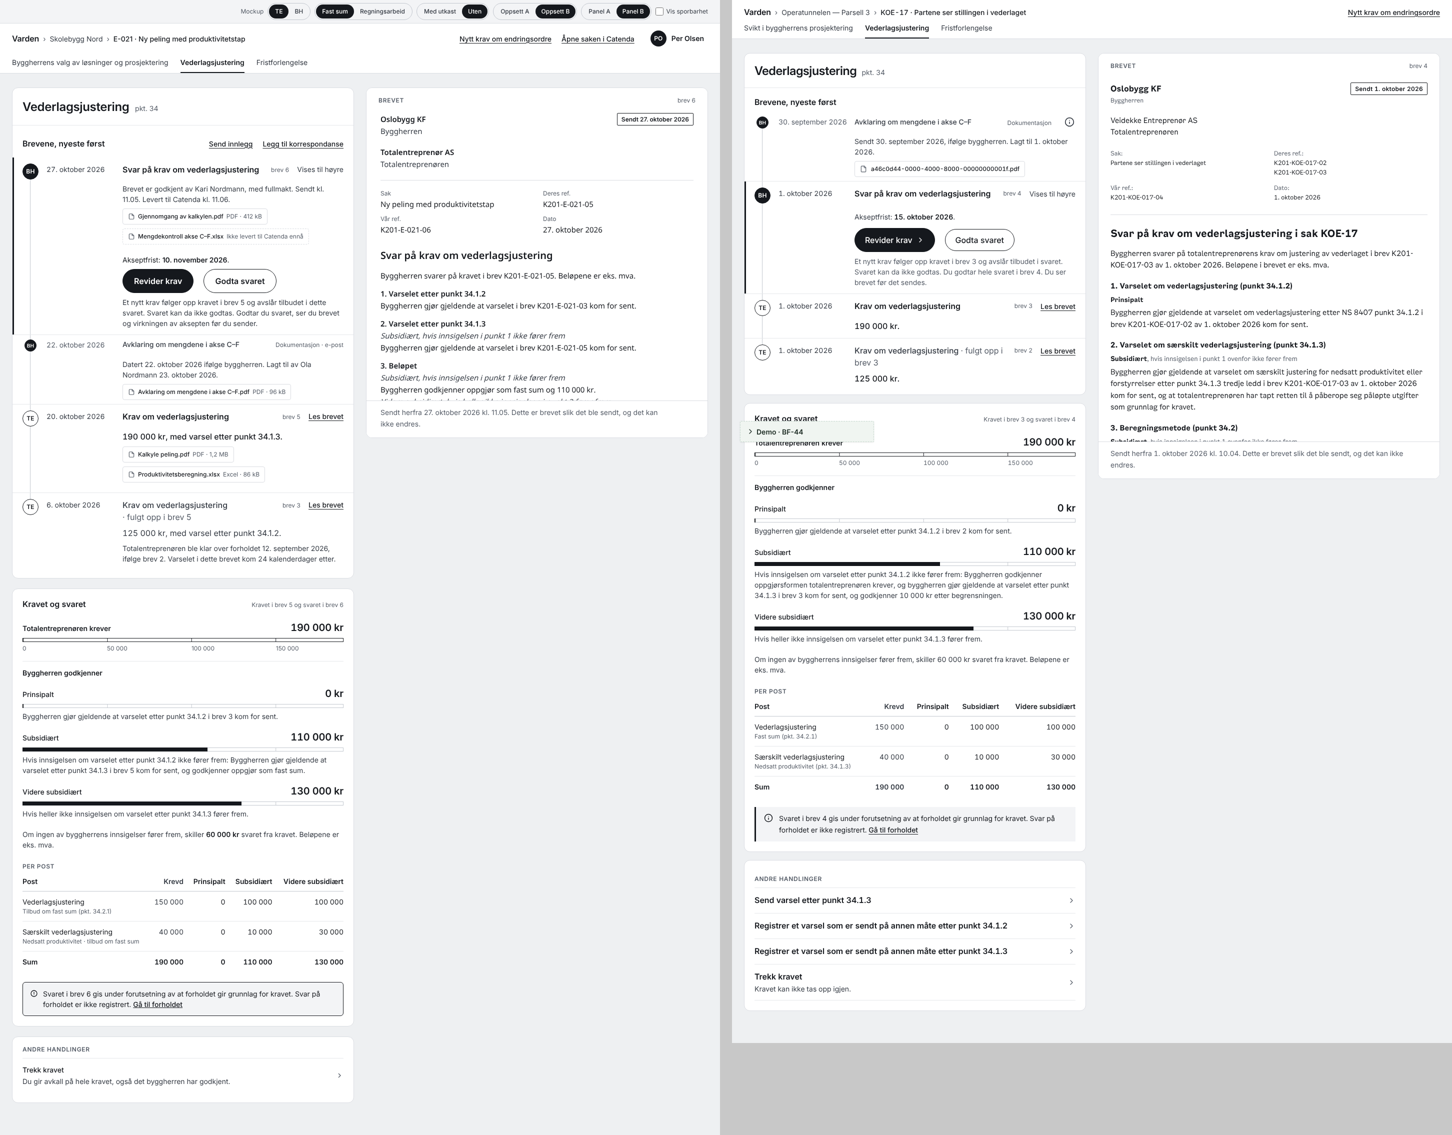 Mockup TE BH Fast sum Regningsarbeid Med utkast Uten Oppsett A Oppsett B Panel A Panel B Vis sporbarhet
Varden › Skolebygg Nord › E-021 · Ny peling med produktivitetstap
Nytt krav om endringsordre Åpne saken i Catenda PO Per Olsen
Byggherrens valg av løsninger og prosjektering Vederlagsjustering Fristforlengelse
Vederlagsjustering pkt. 34
Brevene, nyeste først Send innlegg Legg til korrespondanse
BH 27. oktober 2026 Svar på krav om vederlagsjustering brev 6 Vises til høyre
Brevet er godkjent av Kari Nordmann, med fullmakt. Sendt kl.
11.05. Levert til Catenda kl. 11.06.
Gjennomgang av kalkylen.pdf PDF · 412 kB
Mengdekontroll akse C–F.xlsx Ikke levert til Catenda ennå
Akseptfrist: 10. november 2026.
Revider krav Godta svaret
Et nytt krav følger opp kravet i brev 5 og avslår tilbudet i dette
svaret. Svaret kan ikke godtas. Godtar du svaret, ser du brevet
og virkningen av aksepten før du sender.
BH 22. oktober 2026 Avklaring om mengdene i akse C–F Dokumentasjon · e-post
Datert 22. oktober 2026 ifølge byggherren. Lagt til av Ola
Nordmann 23. oktober 2026.
Avklaring om mengdene i akse C–F.pdf PDF · 96 kB
TE 20. oktober 2026 Krav om vederlagsjustering brev 5 Les brevet
190 000 kr, med varsel etter punkt 34.1.3.
Kalkyle peling.pdf PDF · 1,2 MB
Produktivitetsberegning.xlsx Excel · 86 kB
TE 6. oktober 2026 Krav om vederlagsjustering brev 3 Les brevet
· fulgt opp i brev 5
125 000 kr, med varsel etter punkt 34.1.2.
Totalentreprenøren ble klar over forholdet 12. september 2026,
ifølge brev 2. Varselet i dette brevet kom 24 kalenderdager etter.
Kravet og svaret Kravet i brev 5 og svaret i brev 6
Totalentreprenøren krever 190 000 kr
0 50 000 100 000 150 000
Byggherren godkjenner
Prinsipalt 0 kr
Byggherren gjør gjeldende at varselet etter punkt 34.1.2 i brev 3 kom for sent.
Subsidiært 110 000 kr
Hvis innsigelsen om varselet etter punkt 34.1.2 ikke fører frem: Byggherren gjør gjeldende at
varselet etter punkt 34.1.3 i brev 5 kom for sent, og godkjenner oppgjør som fast sum.
Videre subsidiært 130 000 kr
Hvis heller ikke innsigelsen om varselet etter punkt 34.1.3 fører frem.
Om ingen av byggherrens innsigelser fører frem, skiller 60 000 kr svaret fra kravet. Beløpene er
eks. mva.
PER POST
Post Krevd Prinsipalt Subsidiært Videre subsidiært
Vederlagsjustering 150 000 0 100 000 100 000
Tilbud om fast sum (pkt. 34.2.1)
Særskilt vederlagsjustering 40 000 0 10 000 30 000
Nedsatt produktivitet · tilbud om fast sum
Sum 190 000 0 110 000 130 000
Svaret i brev 6 gis under forutsetning av at forholdet gir grunnlag for kravet. Svar på
forholdet er ikke registrert. Gå til forholdet
ANDRE HANDLINGER
Trekk kravet
Du gir avkall på hele kravet, også det byggherren har godkjent.
BREVET brev 6
Oslobygg KF Sendt 27. oktober 2026
Byggherren
Totalentreprenør AS
Totalentreprenøren
Sak Deres ref.
Ny peling med produktivitetstap K201-E-021-05
Vår ref. Dato
K201-E-021-06 27. oktober 2026
Svar på krav om vederlagsjustering
Byggherren svarer på kravet i brev K201-E-021-05. Beløpene er eks. mva.
1. Varselet etter punkt 34.1.2
Byggherren gjør gjeldende at varselet i brev K201-E-021-03 kom for sent.
2. Varselet etter punkt 34.1.3
Subsidiært, hvis innsigelsen i punkt 1 ikke fører frem
Byggherren gjør gjeldende at varselet i brev K201-E-021-05 kom for sent.
3. Beløpet
Subsidiært, hvis innsigelsen i punkt 1 ikke fører frem
Byggherren godkjenner oppgjør som fast sum og 110 000 kr.
Sendt herfra 27. oktober 2026 kl. 11.05. Dette er brevet slik det ble sendt, og det kan
ikke endres.
Varden › Operatunnelen — Parsell 3 › KOE-17 · Partene ser stillingen i vederlaget Nytt krav om endringsordre
Svikt i byggherrens prosjektering Vederlagsjustering Fristforlengelse
Vederlagsjustering pkt. 34
Brevene, nyeste først
BH 30. september 2026 Avklaring om mengdene i akse C–F Dokumentasjon
Sendt 30. september 2026, ifølge byggherren. Lagt til 1. oktober
2026.
a46c0d44-0000-4000-8000-00000000001f.pdf
BH 1. oktober 2026 Svar på krav om vederlagsjustering brev 4 Vises til høyre
Akseptfrist: 15. oktober 2026.
Revider krav Godta svaret
Et nytt krav følger opp kravet i brev 3 og avslår tilbudet i svaret.
Svaret kan da ikke godtas. Du godtar hele svaret i brev 4. Du ser
brevet før det sendes.
TE 1. oktober 2026 Krav om vederlagsjustering brev 3 Les brevet
190 000 kr.
TE 1. oktober 2026 Krav om vederlagsjustering · fulgt opp i brev 2 Les brevet
brev 3
125 000 kr.
Kravet og svaret Kravet i brev 3 og svaret i brev 4
Demo · BF-44
Totalentreprenøren krever 190 000 kr
0 50 000 100 000 150 000
Byggherren godkjenner
Prinsipalt 0 kr
Byggherren gjør gjeldende at varselet etter punkt 34.1.2 i brev 2 kom for sent.
Subsidiært 110 000 kr
Hvis innsigelsen om varselet etter punkt 34.1.2 ikke fører frem: Byggherren godkjenner
oppgjørsformen totalentreprenøren krever, og byggherren gjør gjeldende at varselet etter punkt
34.1.3 i brev 3 kom for sent, og godkjenner 10 000 kr etter begrensningen.
Videre subsidiært 130 000 kr
Hvis heller ikke innsigelsen om varselet etter punkt 34.1.3 fører frem.
Om ingen av byggherrens innsigelser fører frem, skiller 60 000 kr svaret fra kravet. Beløpene er
eks. mva.
PER POST
Post Krevd Prinsipalt Subsidiært Videre subsidiært
Vederlagsjustering 150 000 0 100 000 100 000
Fast sum (pkt. 34.2.1)
Særskilt vederlagsjustering 40 000 0 10 000 30 000
Nedsatt produktivitet (pkt. 34.1.3)
Sum 190 000 0 110 000 130 000
Svaret i brev 4 gis under forutsetning av at forholdet gir grunnlag for kravet. Svar på
forholdet er ikke registrert. Gå til forholdet
ANDRE HANDLINGER
Send varsel etter punkt 34.1.3
Registrer et varsel som er sendt på annen måte etter punkt 34.1.2
Registrer et varsel som er sendt på annen måte etter punkt 34.1.3
Trekk kravet
Kravet kan ikke tas opp igjen.
BREVET brev 4
Oslobygg KF Sendt 1. oktober 2026
Byggherren
Veidekke Entreprenør AS
Totalentreprenøren
Sak: Deres ref.:
Partene ser stillingen i vederlaget K201-KOE-017-02
K201-KOE-017-03
Vår ref.: Dato:
K201-KOE-017-04 1. oktober 2026
Svar på krav om vederlagsjustering i sak KOE-17
Byggherren svarer på totalentreprenørens krav om vederlagsjustering i brev K201-
KOE-017-03 av 1. oktober 2026. Beløpene i brevet er eks. mva.
1. Varselet om vederlagsjustering (punkt 34.1.2)
Prinsipalt
Byggherren gjør gjeldende at varselet om vederlagsjustering etter NS 8407 punkt 34.1.2 i
brev K201-KOE-017-02 av 1. oktober 2026 kom for sent.
2. Varselet om særskilt vederlagsjustering (punkt 34.1.3)
Subsidiært, hvis innsigelsen i punkt 1 ovenfor ikke fører frem
Byggherren gjør gjeldende at varselet om særskilt justering for nedsatt produktivitet eller
forstyrrelser etter punkt 34.1.3 tredje ledd i brev K201-KOE-017-03 av 1. oktober 2026
kom for sent, og at totalentreprenøren har tapt retten til å påberope seg påløpte utgifter
som grunnlag for kravet.
3. Beregningsmetode (punkt 34.2)
Subsidiært, hvis innsigelsen i punkt 1 ovenfor ikke fører frem
Sendt herfra 1. oktober 2026 kl. 10.04. Dette er brevet slik det ble sendt, og det kan ikke
endres.